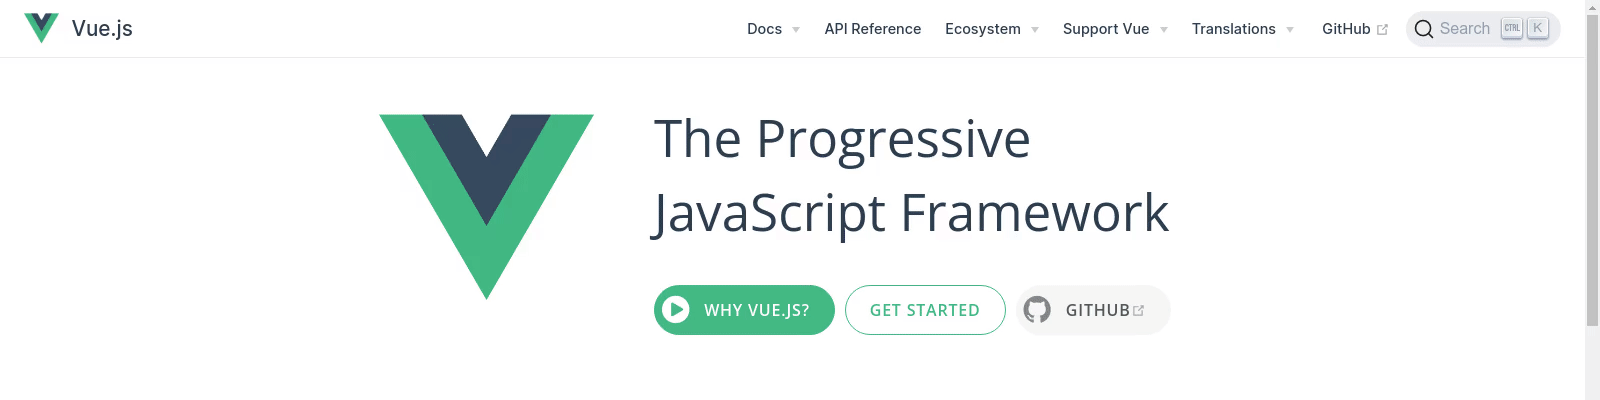 Vue.js Docs API Reference Ecosystem Support Vue Translations GitHub Search CTRL K
The Progressive
JavaScript Framework
WHY VUE.JS? GET STARTED GITHUB